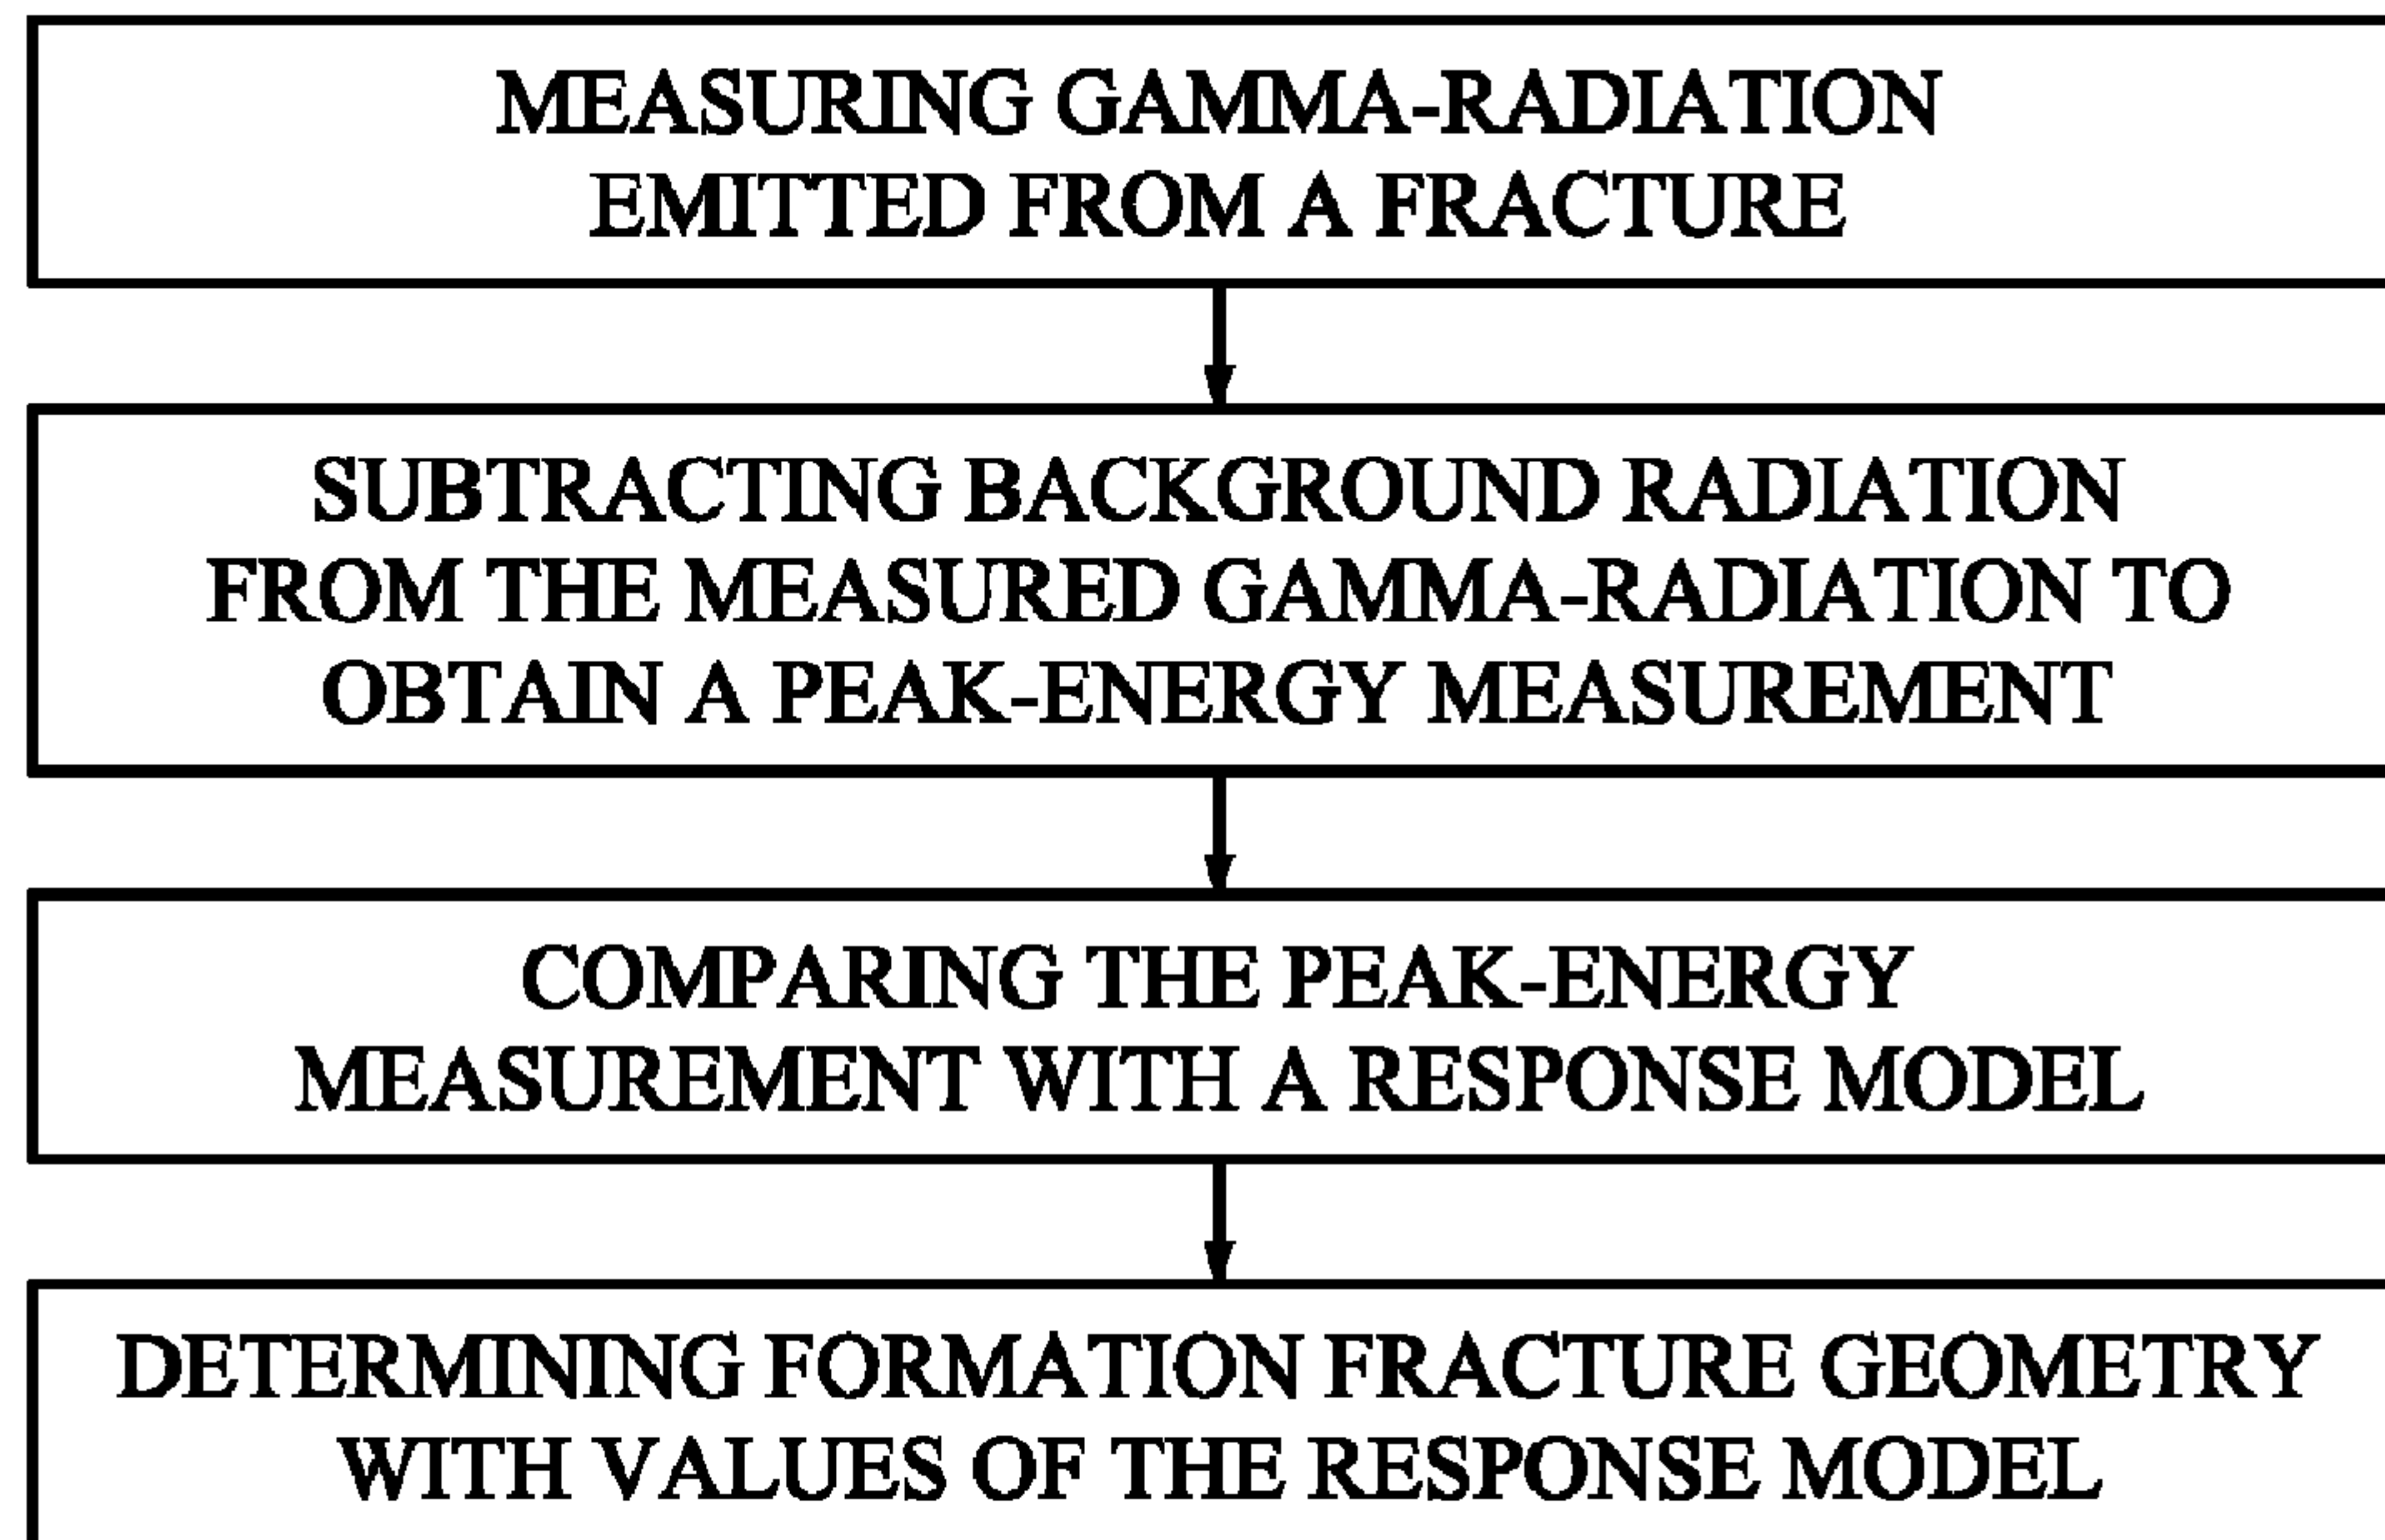 MEASURING GAMMA-RADIATION
EMITTED FROM A FRACTURE
SUBTRACTING BACKGROUND RADIATION
FROM THE MEASURED GAMMA-RADIATION TO
OBTAIN A PEAK-ENERGY MEASUREMENT
COMPARING THE PEAK-ENERGY
MEASUREMENT WITH A RESPONSE MODEL
DETERMINING FORMATION FRACTURE GEOMETRY
WITH VALUES OF THE RESPONSE MODEL